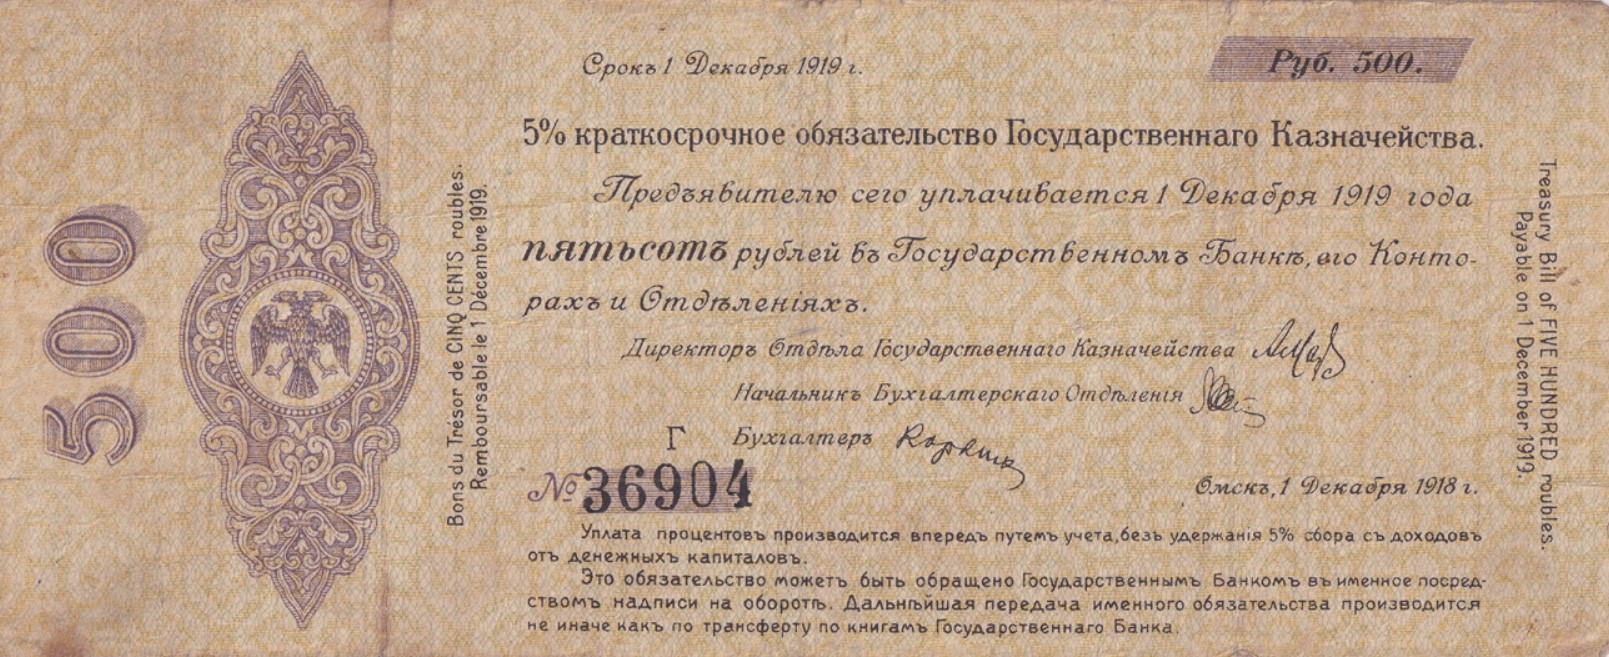 500
Bons du Trésor de CINQ CENTS roubles.
Remboursable le 1 Décembre 1919.
Срокъ 1 Декабря 1919 г.
Руб. 500.
5% краткосрочное обязательство Государственнаго Казначейства.
Предъявителю сего уплачивается 1 Декабря 1919 года
пятьсотъ рублей въ Государственномъ Банкѣ, его Конто-
рахъ и Отдѣленіяхъ.
Директоръ Отдѣла Государственнаго Казначейства
Начальникъ Бухгалтерскаго Отдѣленія
Г Бухгалтеръ
№ 36904
Омскъ, 1 Декабря 1918 г.
Уплата процентовъ производится впередъ путемъ учета, безъ удержанія 5% сбора съ доходовъ
отъ денежныхъ капиталовъ.
Это обязательство можетъ быть обращено Государственнымъ Банкомъ въ именное посред-
ствомъ надписи на оборотѣ. Дальнѣйшая передача именного обязательства производится
не иначе какъ по трансферту по книгамъ Государственнаго Банка.
Treasury Bill of FIVE HUNDRED roubles.
Payable on 1 December 1919.